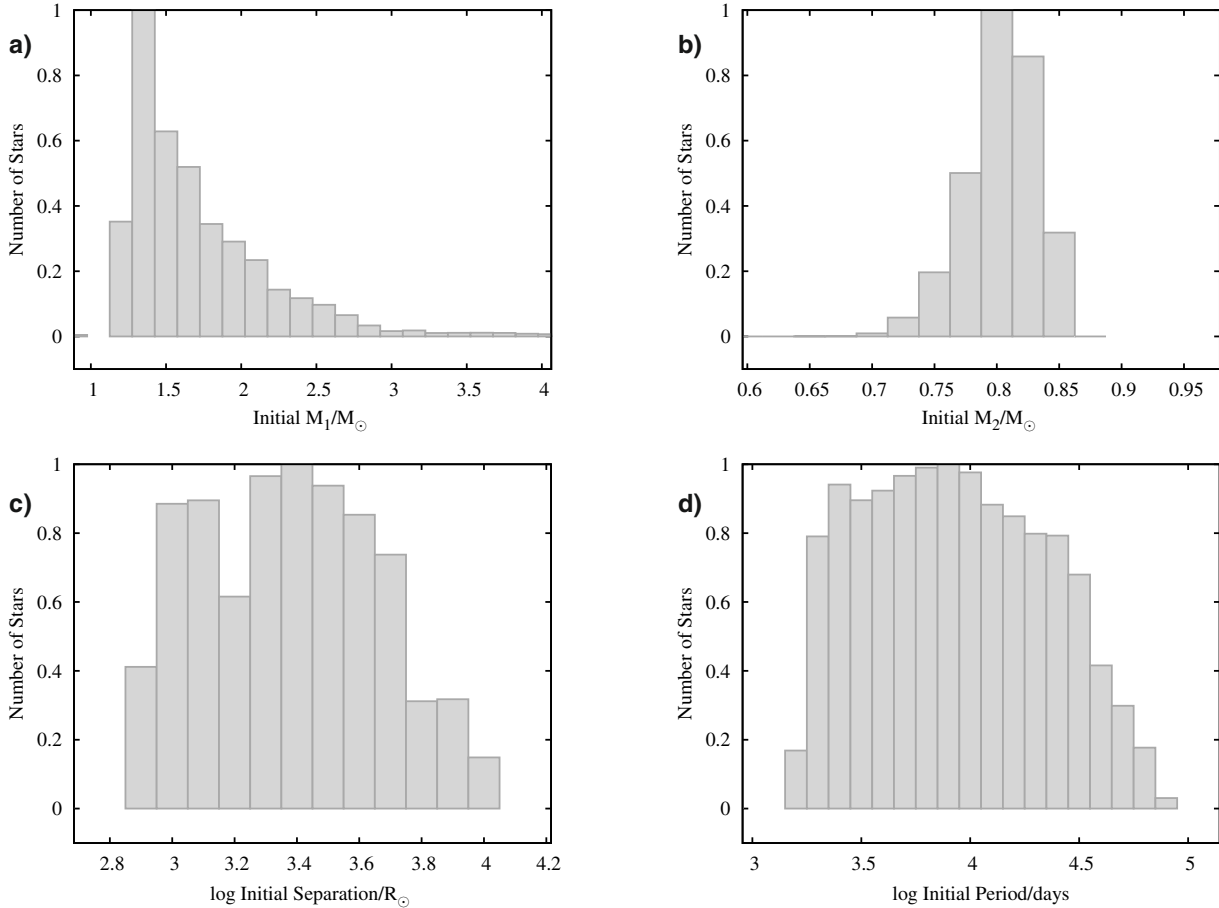 a)
1
0.8
0.6
0.4
0.2
0
Number of Stars
1 1.5 2 2.5 3 3.5 4
Initial M₁/M☉
b)
1
0.8
0.6
0.4
0.2
0
Number of Stars
0.6 0.65 0.7 0.75 0.8 0.85 0.9 0.95
Initial M₂/M☉
c)
1
0.8
0.6
0.4
0.2
0
Number of Stars
2.8 3 3.2 3.4 3.6 3.8 4 4.2
log Initial Separation/R☉
d)
1
0.8
0.6
0.4
0.2
0
Number of Stars
3 3.5 4 4.5 5
log Initial Period/days